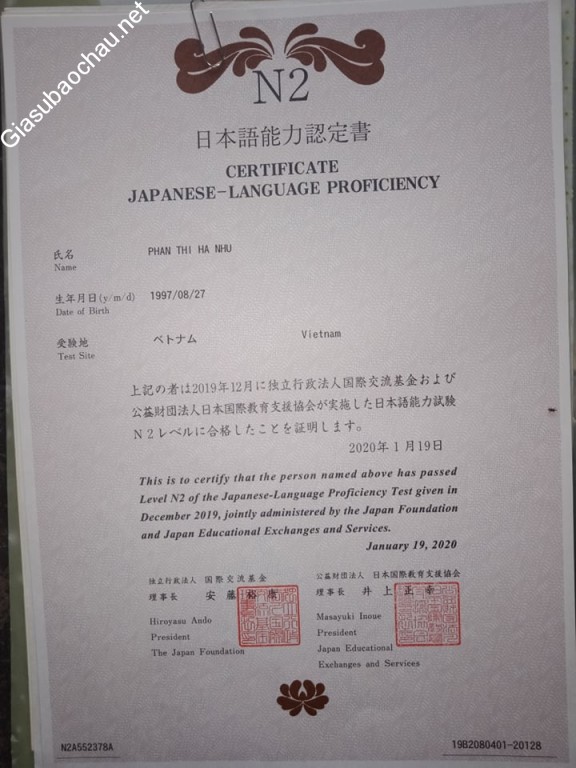 Giasubaochau.net
N2
日本語能力認定書
CERTIFICATE
JAPANESE-LANGUAGE PROFICIENCY
氏名 PHAN THI HA NHU
Name
生年月日(y/m/d) 1997/08/27
Date of Birth
受験地 ベトナム Vietnam
Test Site
上記の者は2019年12月に独立行政法人国際交流基金および
公益財団法人日本国際教育支援協会が実施した日本語能力試験
N2レベルに合格したことを証明します。
2020年1月19日
This is to certify that the person named above has passed
Level N2 of the Japanese-Language Proficiency Test given in
December 2019, jointly administered by the Japan Foundation
and Japan Educational Exchanges and Services.
January 19, 2020
独立行政法人 国際交流基金
理事長 安藤裕康
Hiroyasu Ando
President
The Japan Foundation
公益財団法人 日本国際教育支援協会
理事長 井上正幸
Masayuki Inoue
President
Japan Educational
Exchanges and Services
N2A552378A
19B2080401-20128